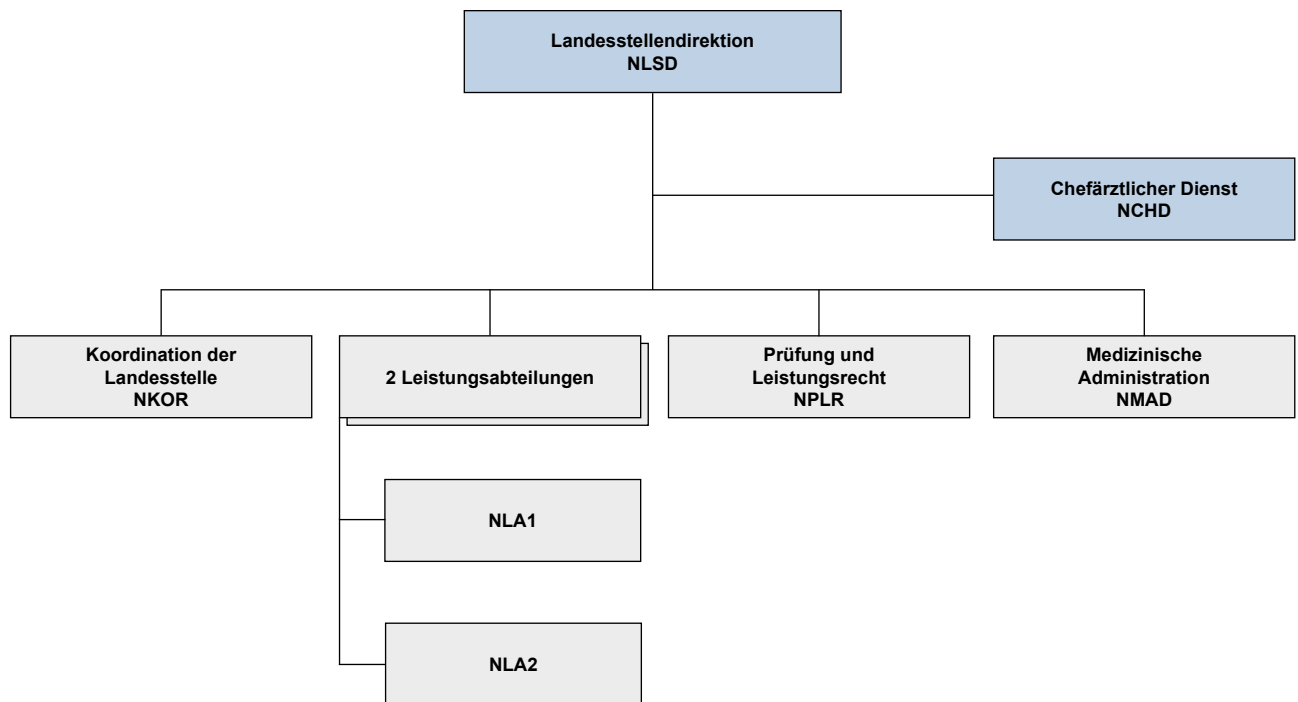 Landesstellendirektion
NLSD
Chefärztlicher Dienst
NCHD
Koordination der
Landesstelle
NKOR
2 Leistungsabteilungen
Prüfung und
Leistungsrecht
NPLR
Medizinische
Administration
NMAD
NLA1
NLA2